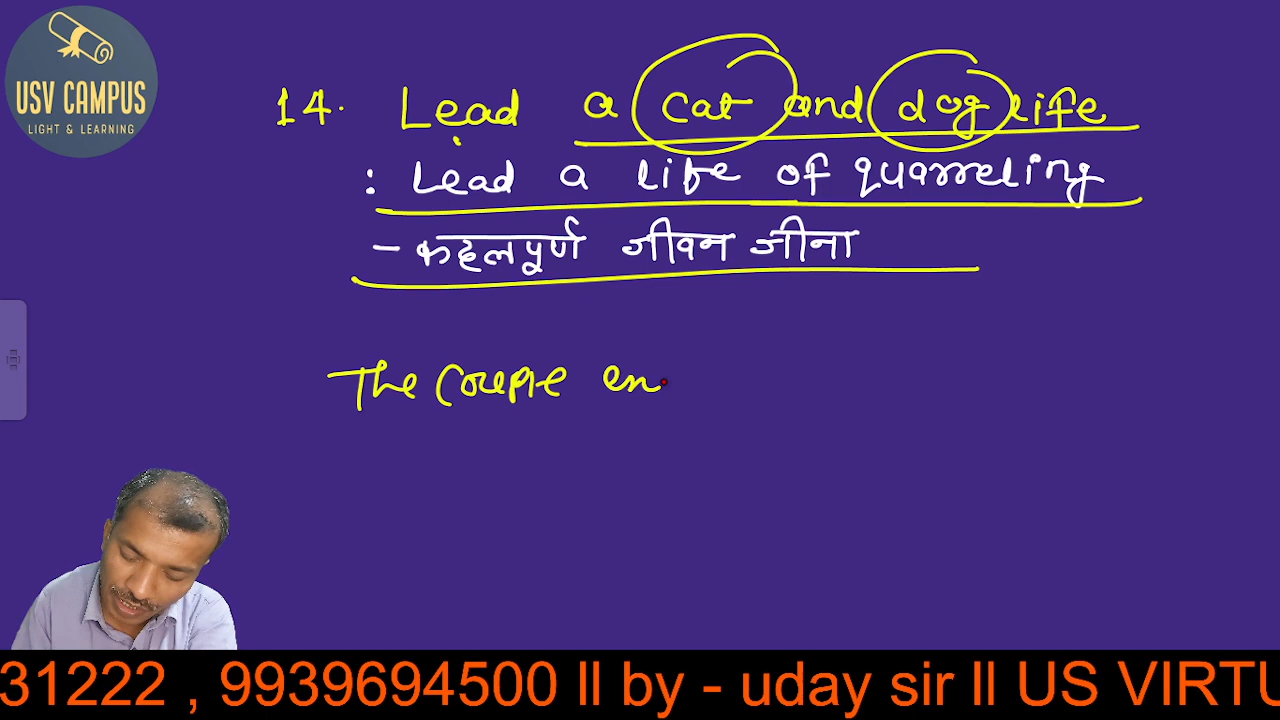 USV CAMPUS
LIGHT & LEARNING
14. Lead a cat and dog life
: Lead a life of quarreling
- कहलपूर्ण जीवन जीना
The couple en
31222 , 9939694500 ll by - uday sir ll US VIRTU